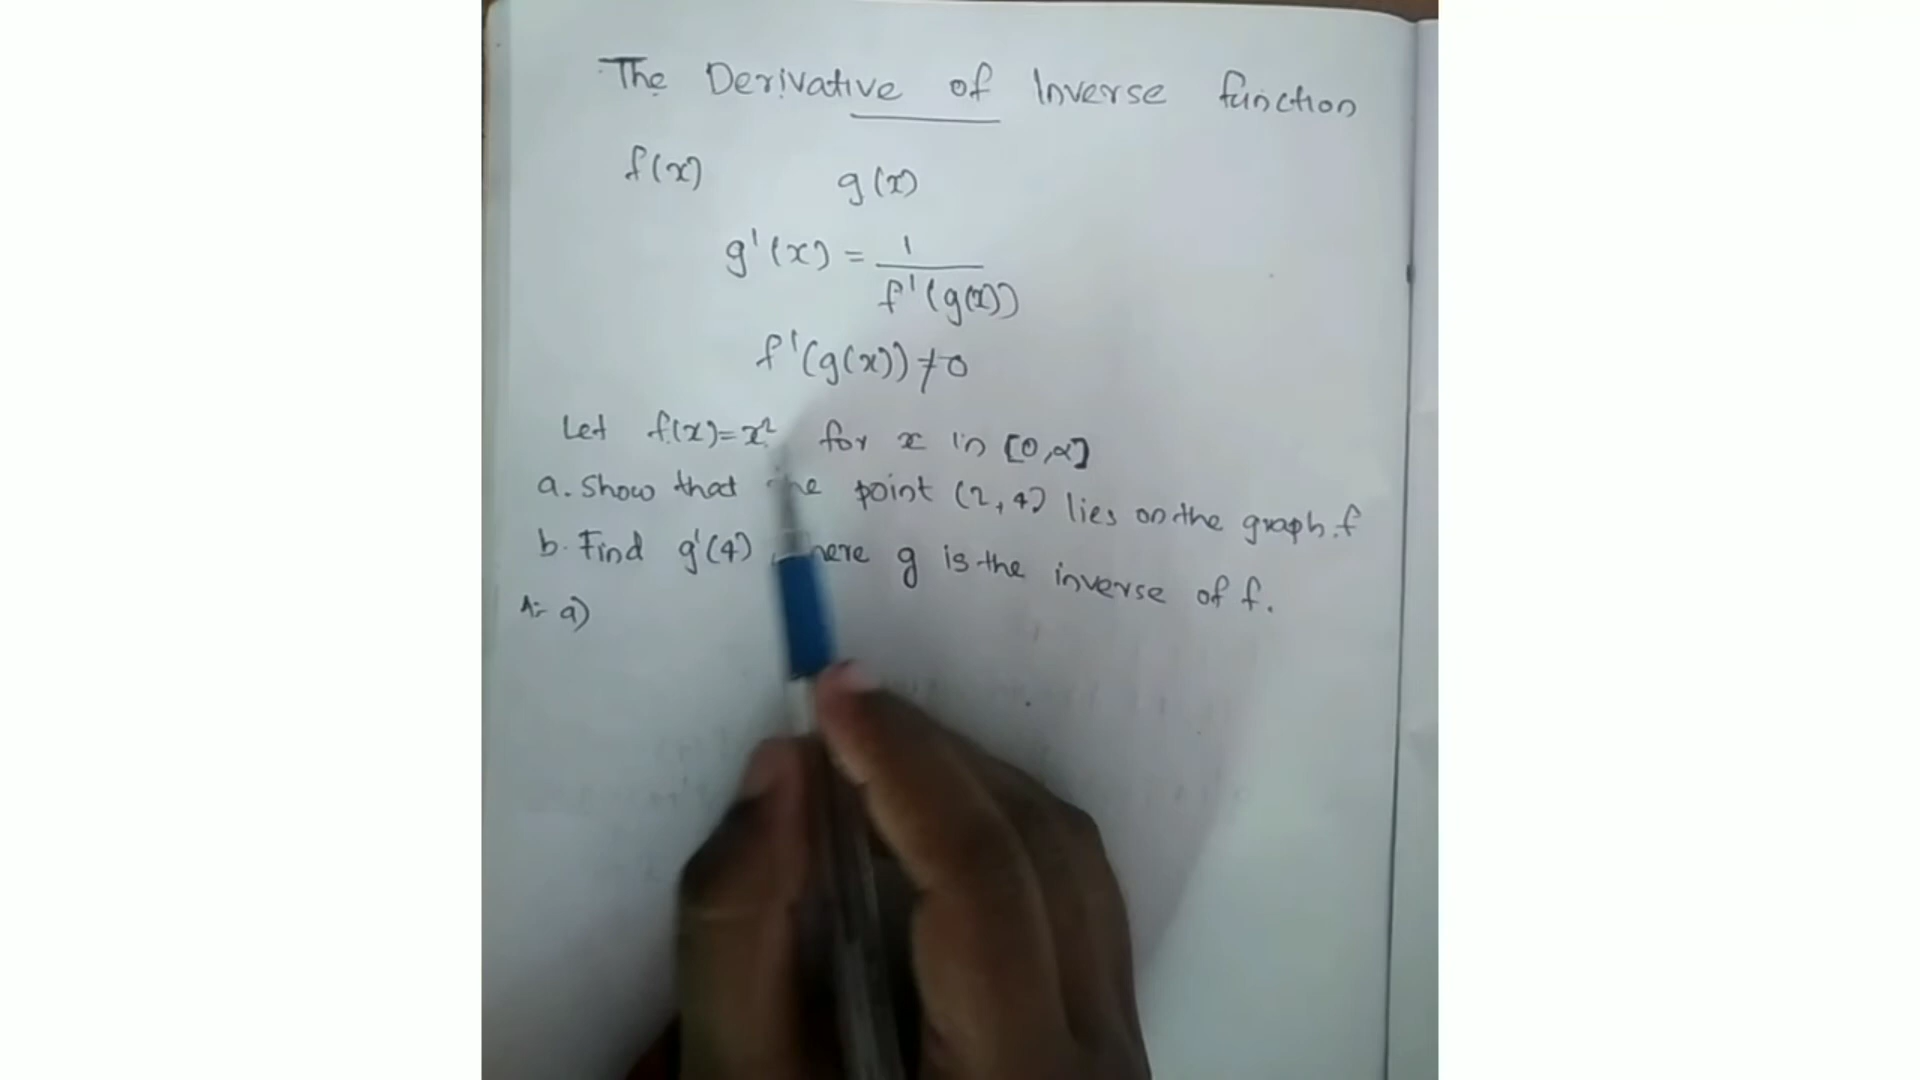 The Derivative of Inverse function
f(x) g(x)
g'(x) = 1/f'(g(x))
f'(g(x)) ≠ 0
Let f(x)=x² for x in [0,∝]
a. Show that the point (2,4) lies on the graph.f
b. Find g'(4) g is the inverse of f.
A:- a)